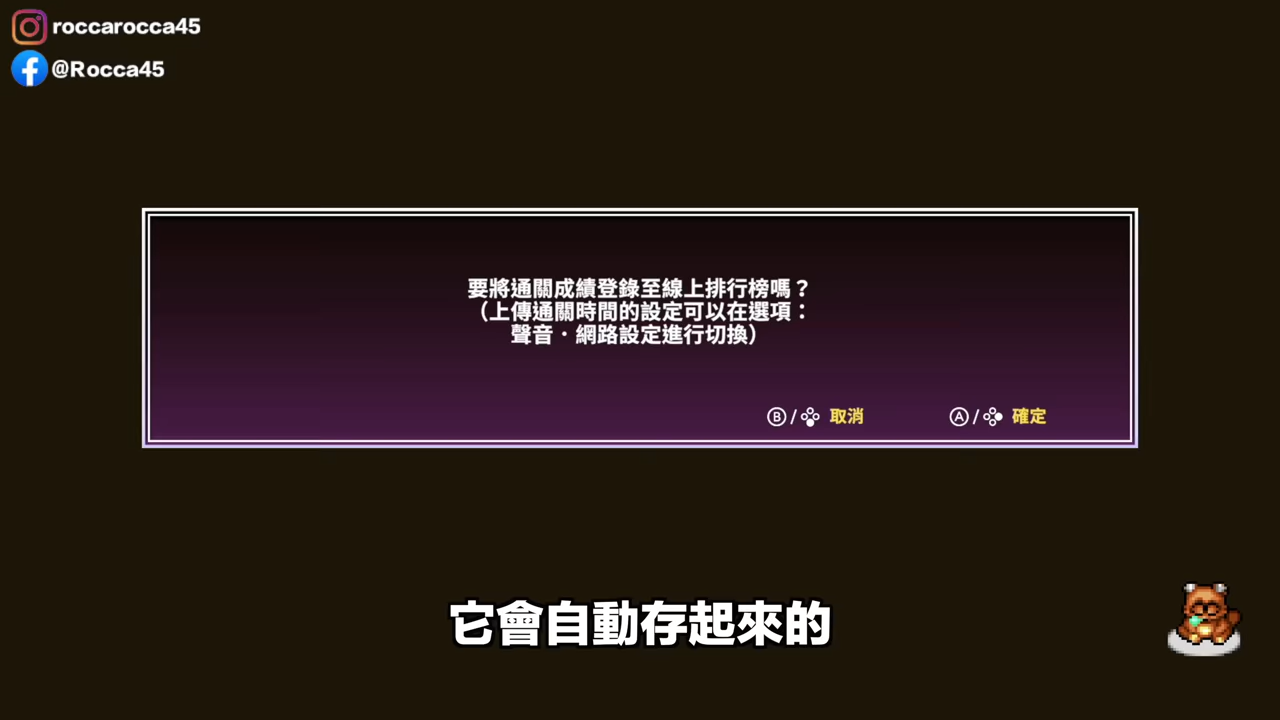 roccarocca45
@Rocca45
要將通關成績登錄至線上排行榜嗎？
（上傳通關時間的設定可以在選項：
聲音・網路設定進行切換）
B / 取消 A / 確定
它會自動存起來的